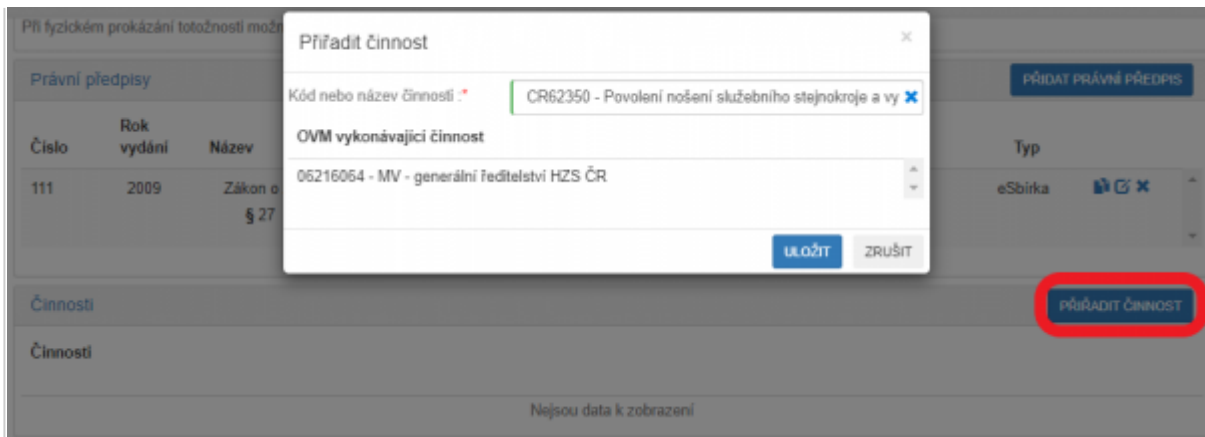 Při fyzickém prokázání totožnosti možn
Přiřadit činnost
Právní předpisy
PŘIDAT PRÁVNÍ PŘEDPIS
Kód nebo název činnosti :*
CR62350 - Povolení nošení služebního stejnokroje a vy
OVM vykonávající činnost
Číslo
Rok vydání
Název
Typ
06216064 - MV - generální ředitelství HZS ČR
111
2009
Zákon o
§ 27
eSbírka
ULOŽIT
ZRUŠIT
Činnosti
PŘIŘADIT ČINNOST
Činnosti
Nejsou data k zobrazení